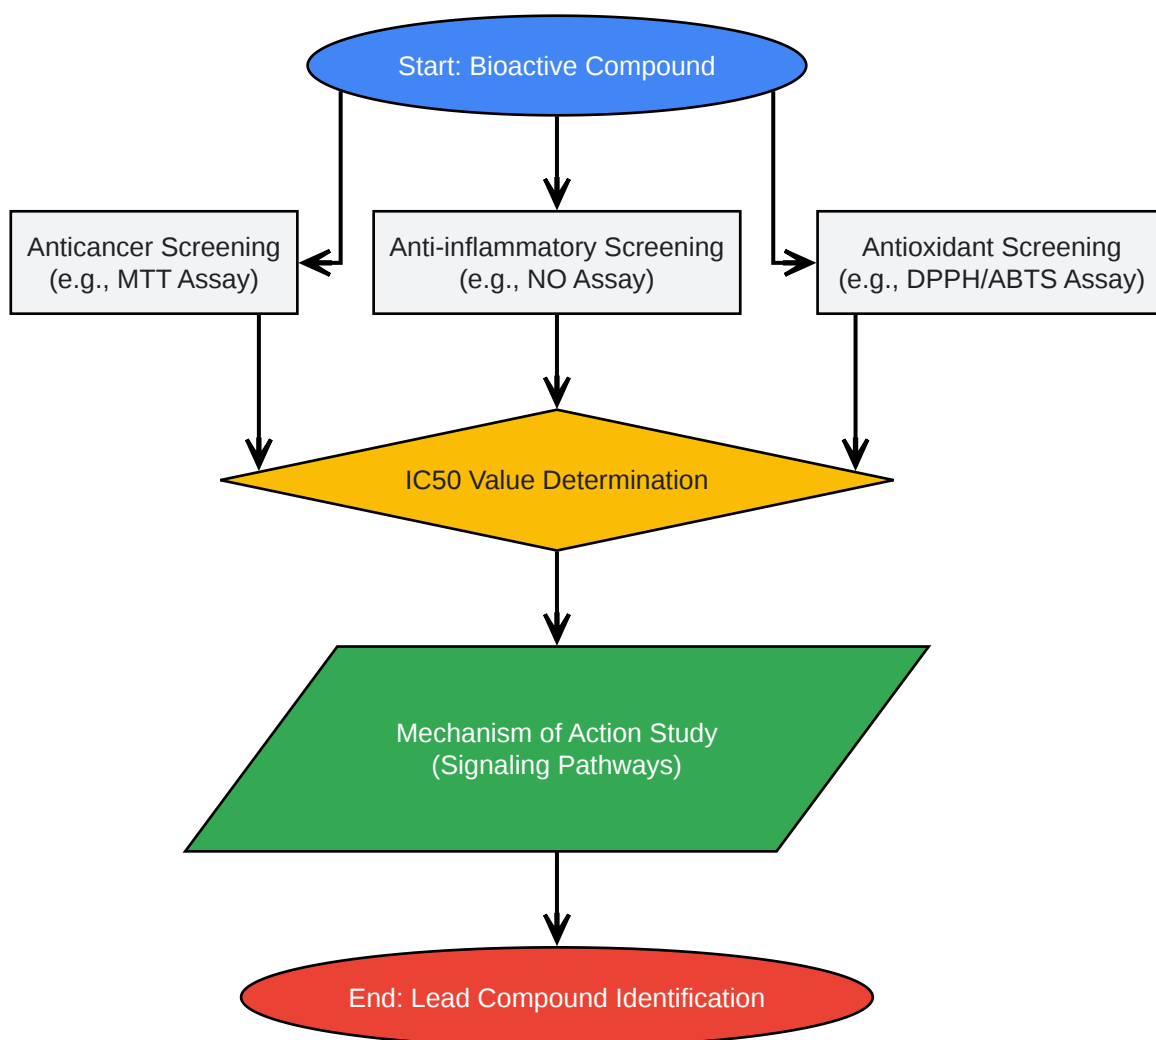 Start: Bioactive Compound
Anticancer Screening
(e.g., MTT Assay)
Anti-inflammatory Screening
(e.g., NO Assay)
Antioxidant Screening
(e.g., DPPH/ABTS Assay)
IC50 Value Determination
Mechanism of Action Study
(Signaling Pathways)
End: Lead Compound Identification